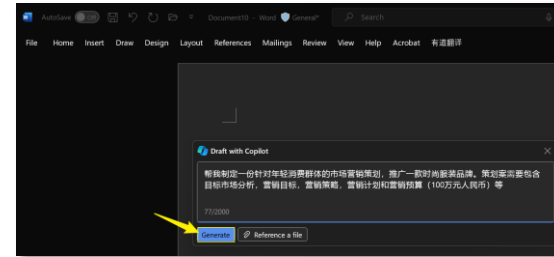 AutoSave Off Document10 - Word General* Search
File Home Insert Draw Design Layout References Mailings Review View Help Acrobat 有道翻译
Draft with Copilot
帮我制定一份针对年轻消费群体的市场营销策划，推广一款时尚服装品牌。策划案需要包含
目标市场分析，营销目标，营销策略，营销计划和营销预算（100万元人民币）等
77/2000
Generate Reference a file